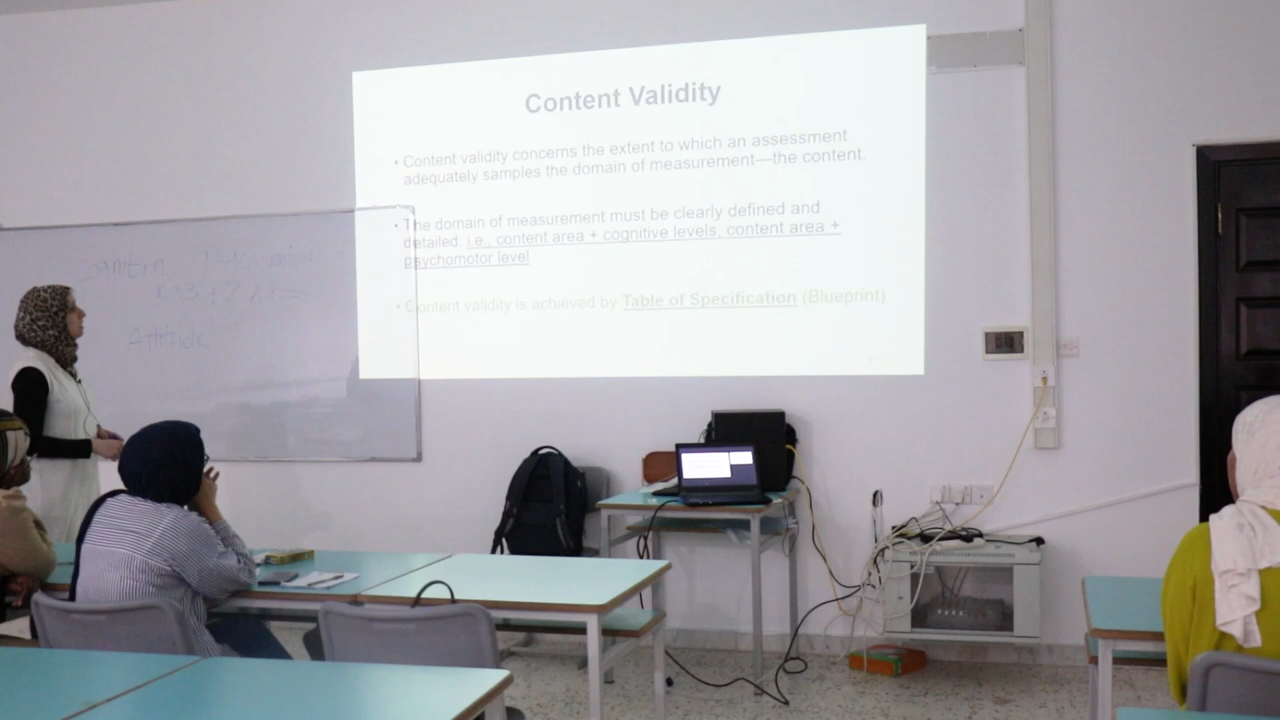 Content Validity
• Content validity concerns the extent to which an assessment
adequately samples the domain of measurement—the content.
• The domain of measurement must be clearly defined and
detailed. i.e., content area + cognitive levels, content area +
psychomotor level
• Content validity is achieved by Table of Specification (Blueprint)